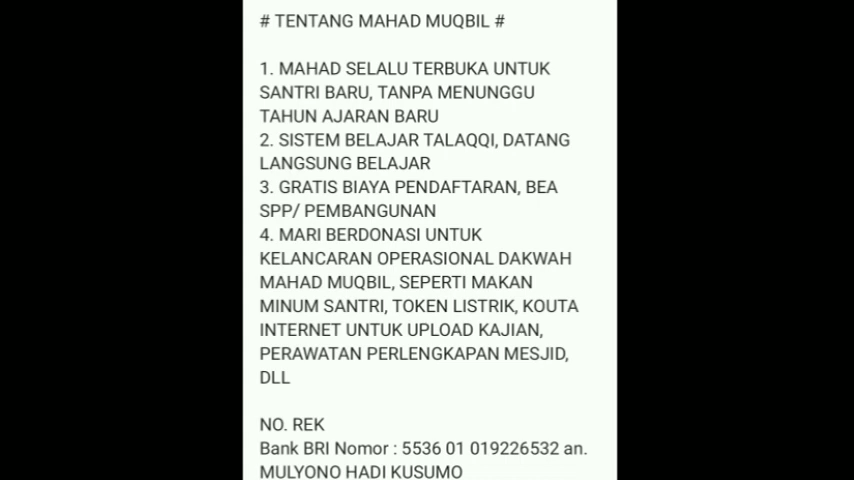 # TENTANG MAHAD MUQBIL #
1. MAHAD SELALU TERBUKA UNTUK
SANTRI BARU, TANPA MENUNGGU
TAHUN AJARAN BARU
2. SISTEM BELAJAR TALAQQI, DATANG
LANGSUNG BELAJAR
3. GRATIS BIAYA PENDAFTARAN, BEA
SPP/ PEMBANGUNAN
4. MARI BERDONASI UNTUK
KELANCARAN OPERASIONAL DAKWAH
MAHAD MUQBIL, SEPERTI MAKAN
MINUM SANTRI, TOKEN LISTRIK, KOUTA
INTERNET UNTUK UPLOAD KAJIAN,
PERAWATAN PERLENGKAPAN MESJID,
DLL
NO. REK
Bank BRI Nomor : 5536 01 019226532 an.
MULYONO HADI KUSUMO